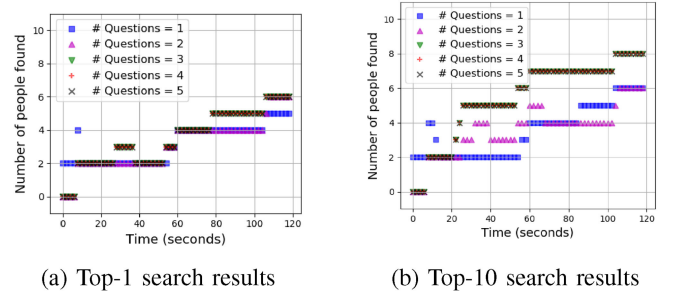 10
8
6
4
2
0
Number of people found
# Questions = 1
# Questions = 2
# Questions = 3
# Questions = 4
# Questions = 5
0 20 40 60 80 100 120
Time (seconds)
(a) Top-1 search results
10
8
6
4
2
0
Number of people found
# Questions = 1
# Questions = 2
# Questions = 3
# Questions = 4
# Questions = 5
0 20 40 60 80 100 120
Time (seconds)
(b) Top-10 search results